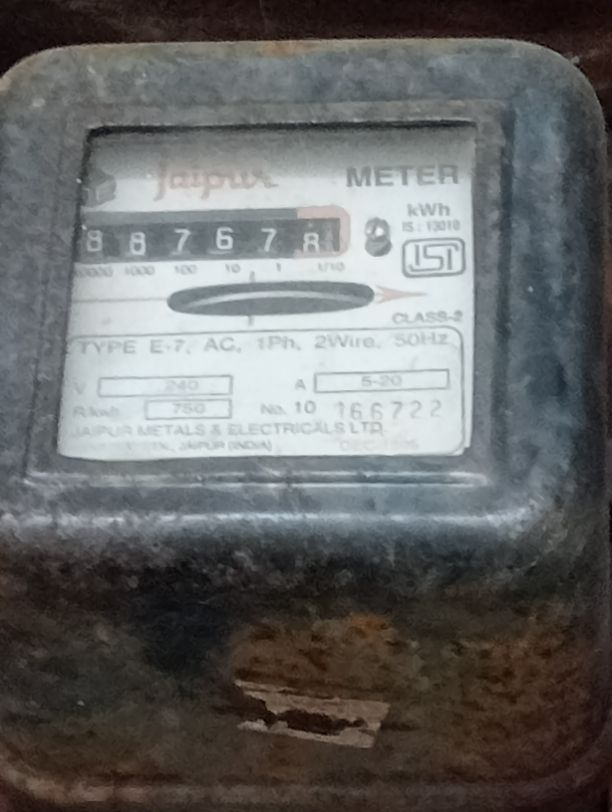 Jaipur METER
kWh
IS : 13010
8 8 7 6 7 8
10000 1000 100 10 1 1/10
ISI
CLASS-2
TYPE E-7, AC, 1Ph, 2Wire, 50Hz
V 240 A 5-20
R/kwh 750 No. 10 166722
JAIPUR METALS & ELECTRICALS LTD.
JAIPUR (INDIA)